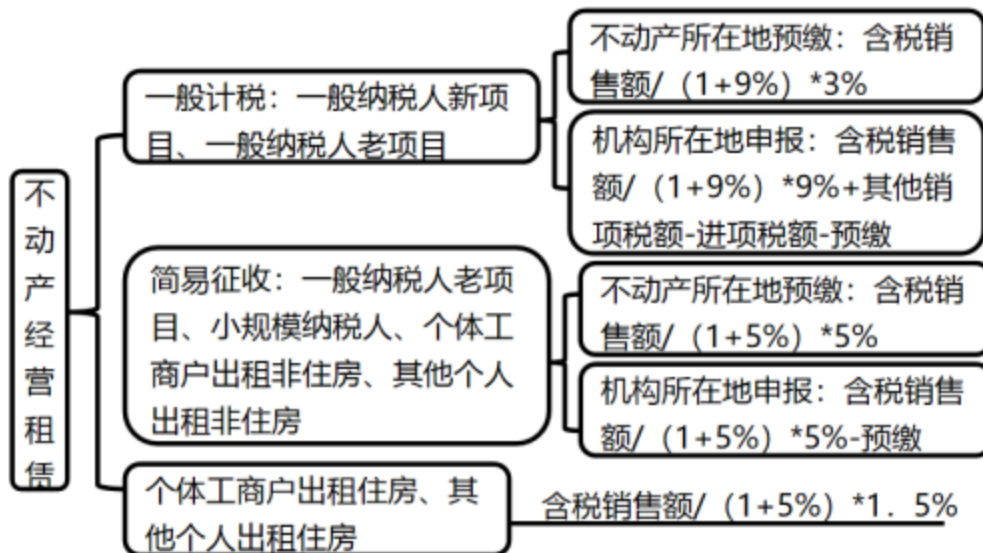 不动产经营租赁
一般计税：一般纳税人新项
目、一般纳税人老项目
不动产所在地预缴：含税销
售额/（1+9%）*3%
机构所在地申报：含税销售
额/（1+9%）*9%+其他销
项税额-进项税额-预缴
简易征收：一般纳税人老项
目、小规模纳税人、个体工
商户出租非住房、其他个人
出租非住房
不动产所在地预缴：含税销
售额/（1+5%）*5%
机构所在地申报：含税销售
额/（1+5%）*5%-预缴
个体工商户出租住房、其
他个人出租住房
含税销售额/（1+5%）*1．5%